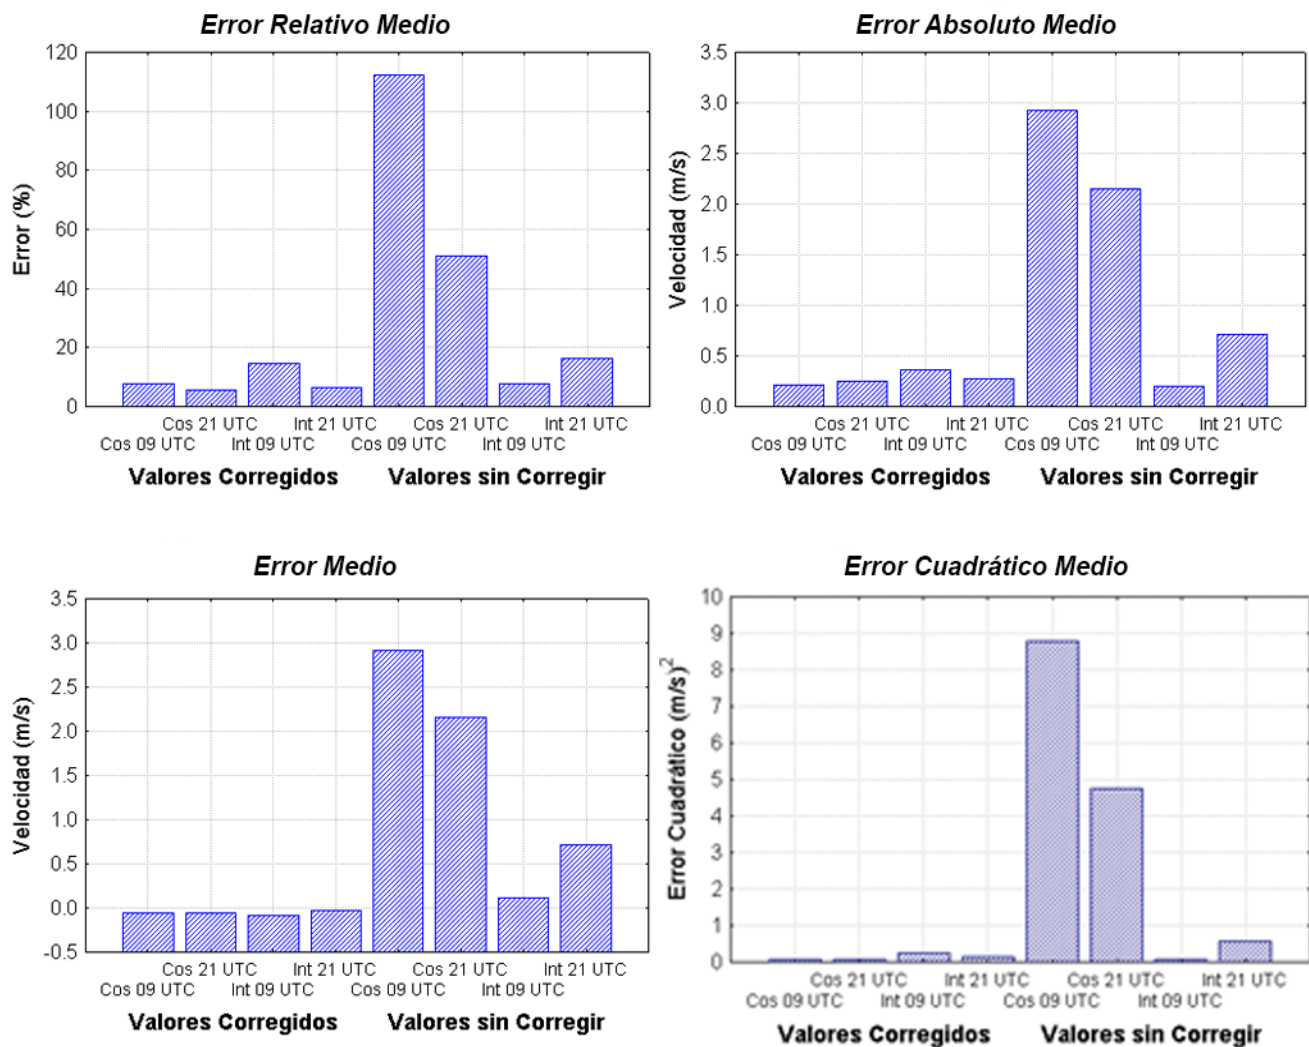 Error Relativo Medio
120
100
80
60
40
20
0
Error (%)
Cos 21 UTC Int 21 UTC Cos 21 UTC Int 21 UTC
Cos 09 UTC Int 09 UTC Cos 09 UTC Int 09 UTC
Valores Corregidos Valores sin Corregir
Error Absoluto Medio
3.5
3.0
2.5
2.0
1.5
1.0
0.5
0.0
Velocidad (m/s)
Cos 21 UTC Int 21 UTC Cos 21 UTC Int 21 UTC
Cos 09 UTC Int 09 UTC Cos 09 UTC Int 09 UTC
Valores Corregidos Valores sin Corregir
Error Medio
3.5
3.0
2.5
2.0
1.5
1.0
0.5
0.0
-0.5
Velocidad (m/s)
Cos 21 UTC Int 21 UTC Cos 21 UTC Int 21 UTC
Cos 09 UTC Int 09 UTC Cos 09 UTC Int 09 UTC
Valores Corregidos Valores sin Corregir
Error Cuadrático Medio
10
9
8
7
6
5
4
3
2
1
0
Error Cuadrático (m/s)²
Cos 21 UTC Int 21 UTC Cos 21 UTC Int 21 UTC
Cos 09 UTC Int 09 UTC Cos 09 UTC Int 09 UTC
Valores Corregidos Valores sin Corregir